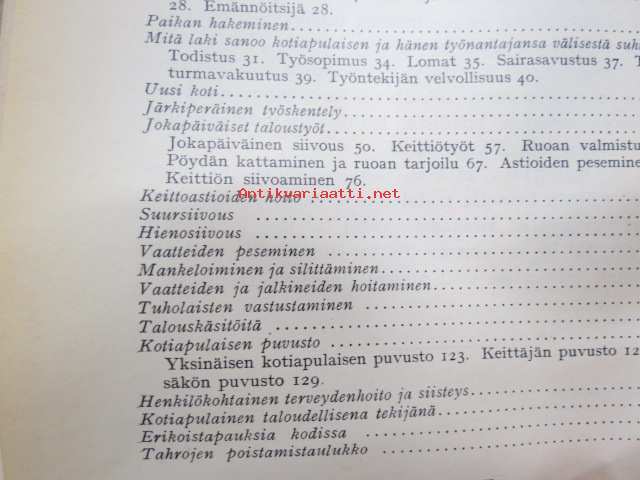 28. Emännöitsijä 28.
Paikan hakeminen
Mitä laki sanoo kotiapulaisen ja hänen työnantajansa välisestä
Todistus 31. Työsopimus 34. Lomat 35. Sairasavustus 37.
turmavakuutus 39. Työntekijän velvollisuus 40.
Uusi koti
Järkiperäinen työskentely
Jokapäiväiset taloustyöt
Jokapäiväinen siivous 50. Keittiötyöt 57. Ruoan
Pöydän kattaminen ja ruoan tarjoilu 67. Astioiden
Keittiön siivoaminen 76.
Antikvariaatti.net
Keittoastioiden hoito
Suursiivous
Hienosiivous
Vaatteiden peseminen
Mankeloiminen ja silittäminen
Vaatteiden ja jalkineiden hoitaminen
Tuholaisten vastustaminen
Talouskäsitöitä
Kotiapulaisen puvusto
Yksinäisen kotiapulaisen puvusto 123. Keittäjän puvusto
säkön puvusto 129.
Henkilökohtainen terveydenhoito ja siisteys
Kotiapulainen taloudellisena tekijänä
Erikoistapauksia kodissa
Tahrojen poistamistaulukko